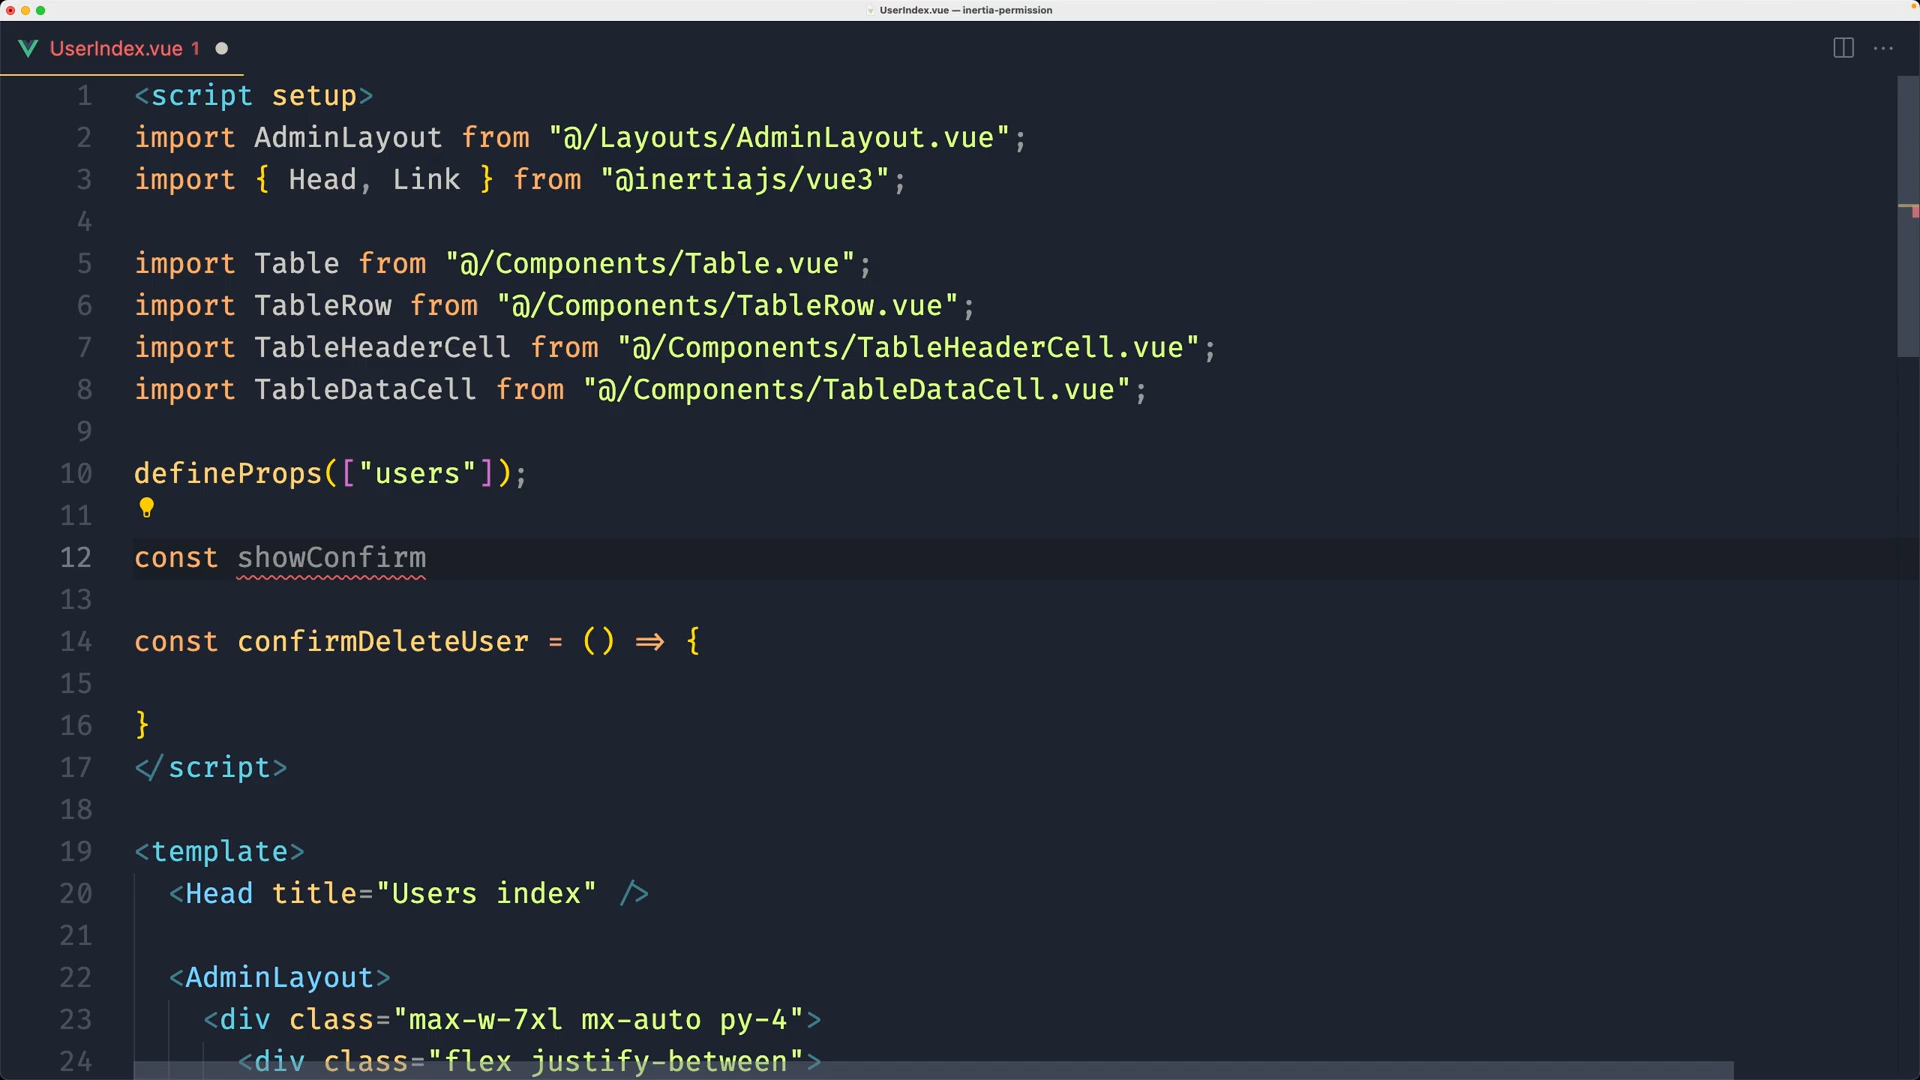 UserIndex.vue — inertia-permission
UserIndex.vue 1
1 <script setup>
2 import AdminLayout from "@/Layouts/AdminLayout.vue";
3 import { Head, Link } from "@inertiajs/vue3";
4
5 import Table from "@/Components/Table.vue";
6 import TableRow from "@/Components/TableRow.vue";
7 import TableHeaderCell from "@/Components/TableHeaderCell.vue";
8 import TableDataCell from "@/Components/TableDataCell.vue";
9
10 defineProps(["users"]);
11
12 const showConfirm
13
14 const confirmDeleteUser = () => {
15
16 }
17 </script>
18
19 <template>
20 <Head title="Users index" />
21
22 <AdminLayout>
23 <div class="max-w-7xl mx-auto py-4">
24 <div class="flex justify-between">